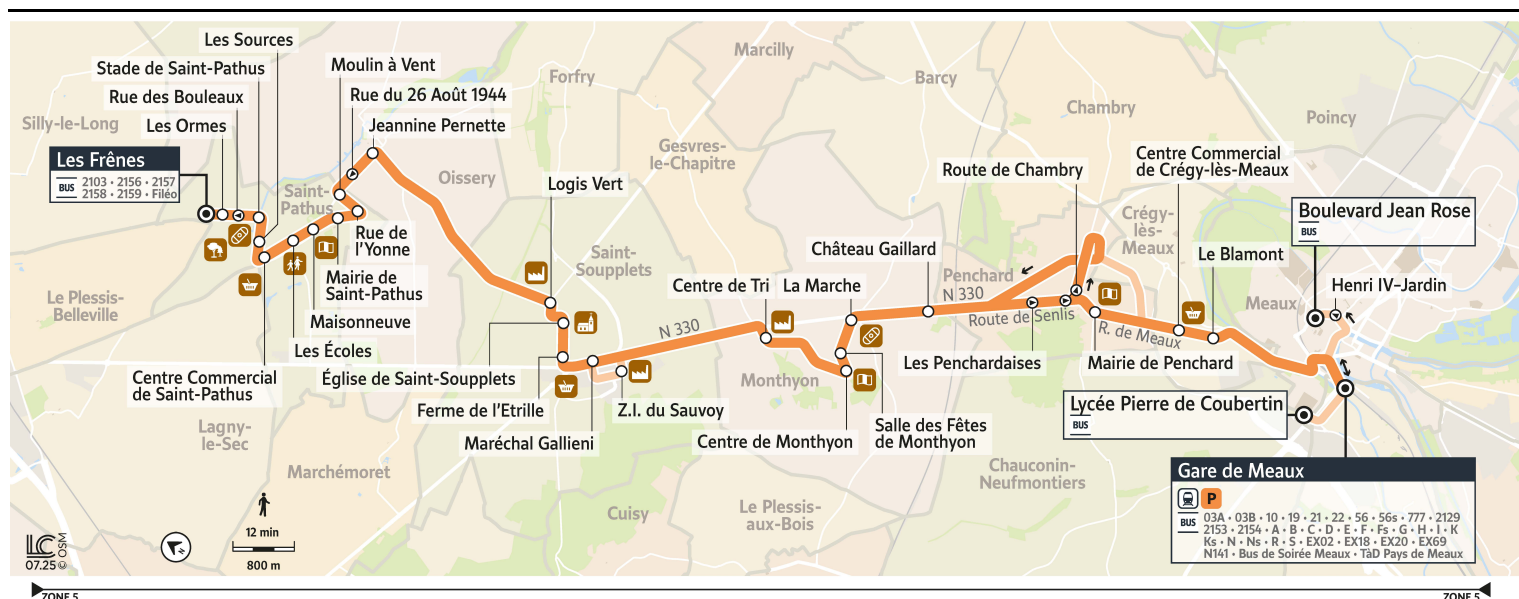 Les Sources
Stade de Saint-Pathus
Rue des Bouleaux
Les Ormes
Silly-le-Long
Les Frênes
BUS
2103 • 2156 • 2157
2158 • 2159 • Filéo
Moulin à Vent
Rue du 26 Août 1944
Jeannine Pernette
Saint-
Pathus
Oissery
Forfry
Marcilly
Barcy
Chambry
Poincy
Gesvres-
le-Chapitre
Logis Vert
Route de Chambry
Centre Commercial
de Crégy-lès-Meaux
Crégy-
lès-
Meaux
Boulevard Jean Rose
BUS
Rue de
l'Yonne
Mairie de
Saint-Pathus
Maisonneuve
Les Écoles
Centre Commercial
de Saint-Pathus
Le Plessis-
Belleville
Saint-
Soupplets
Château Gaillard
Centre de Tri
La Marche
Penchard
N 330
Route de Senlis
R. de Meaux
Le Blamont
Meaux
Henri IV-Jardin
N 330
Église de Saint-Soupplets
Ferme de l'Etrille
Maréchal Gallieni
Z.I. du Sauvoy
Monthyon
Centre de Monthyon
Salle des Fêtes
de Monthyon
Les Penchardaises
Mairie de Penchard
Lycée Pierre de Coubertin
BUS
Lagny-
le-Sec
Marchémoret
Cuisy
Le Plessis-
aux-Bois
Chauconin-
Neufmontiers
Gare de Meaux
P
BUS
03A • 03B • 10 • 19 • 21 • 22 • 56 • 56s • 777 • 2129
2153 • 2154 • A • B • C • D • E • F • Fs • G • H • I • K
Ks • N • Ns • R • S • EX02 • EX18 • EX20 • EX69
N141 • Bus de Soirée Meaux • TàD Pays de Meaux
12 min
800 m
N
LC
07.25
© OSM
ZONE 5
ZONE 5